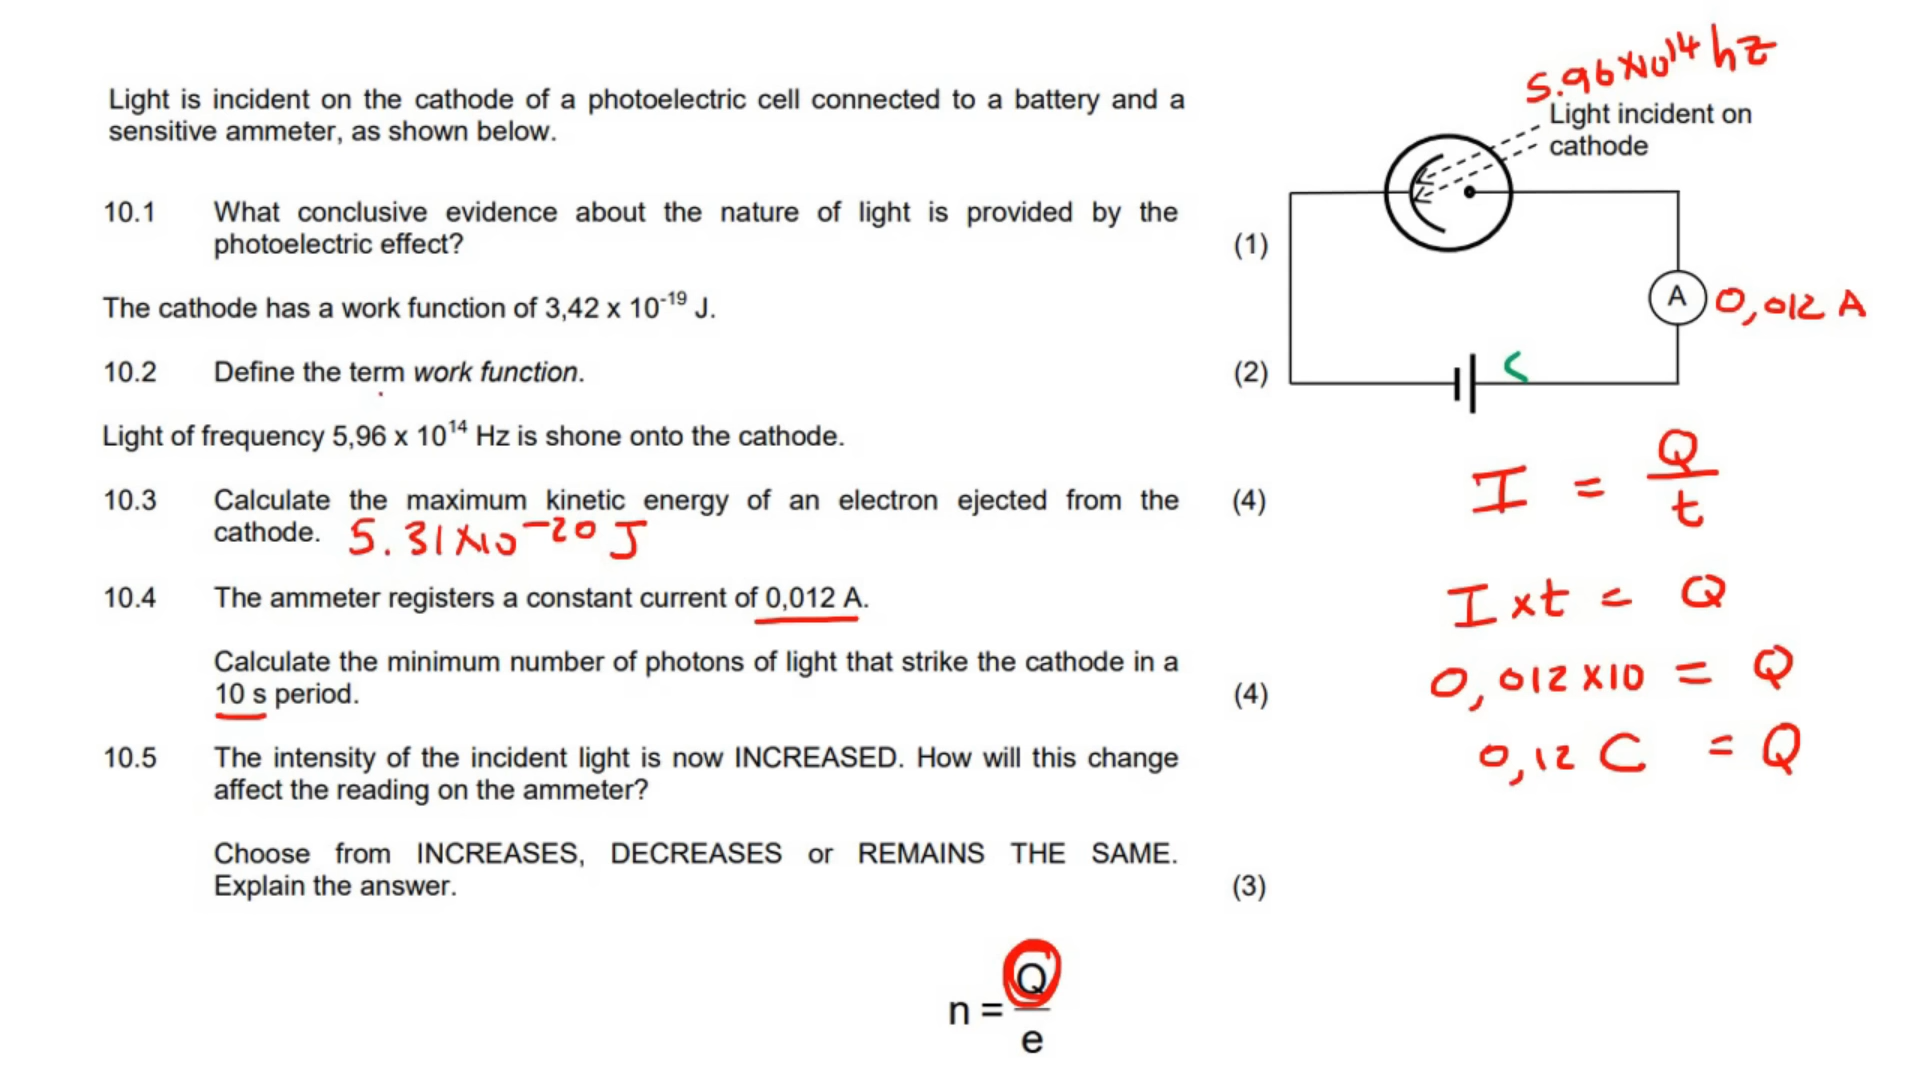 Light is incident on the cathode of a photoelectric cell connected to a battery and a
sensitive ammeter, as shown below.
10.1 What conclusive evidence about the nature of light is provided by the
photoelectric effect? (1)
The cathode has a work function of 3,42 x 10⁻¹⁹ J.
10.2 Define the term work function. (2)
Light of frequency 5,96 x 10¹⁴ Hz is shone onto the cathode.
10.3 Calculate the maximum kinetic energy of an electron ejected from the (4)
cathode. 5.31×10⁻²⁰ J
10.4 The ammeter registers a constant current of 0,012 A.
Calculate the minimum number of photons of light that strike the cathode in a
10 s period. (4)
10.5 The intensity of the incident light is now INCREASED. How will this change
affect the reading on the ammeter?
Choose from INCREASES, DECREASES or REMAINS THE SAME.
Explain the answer. (3)
n = Q/e
5.96×10¹⁴ hz
Light incident on
cathode
A 0,012 A
I = Q/t
I×t = Q
0,012×10 = Q
0,12 C = Q